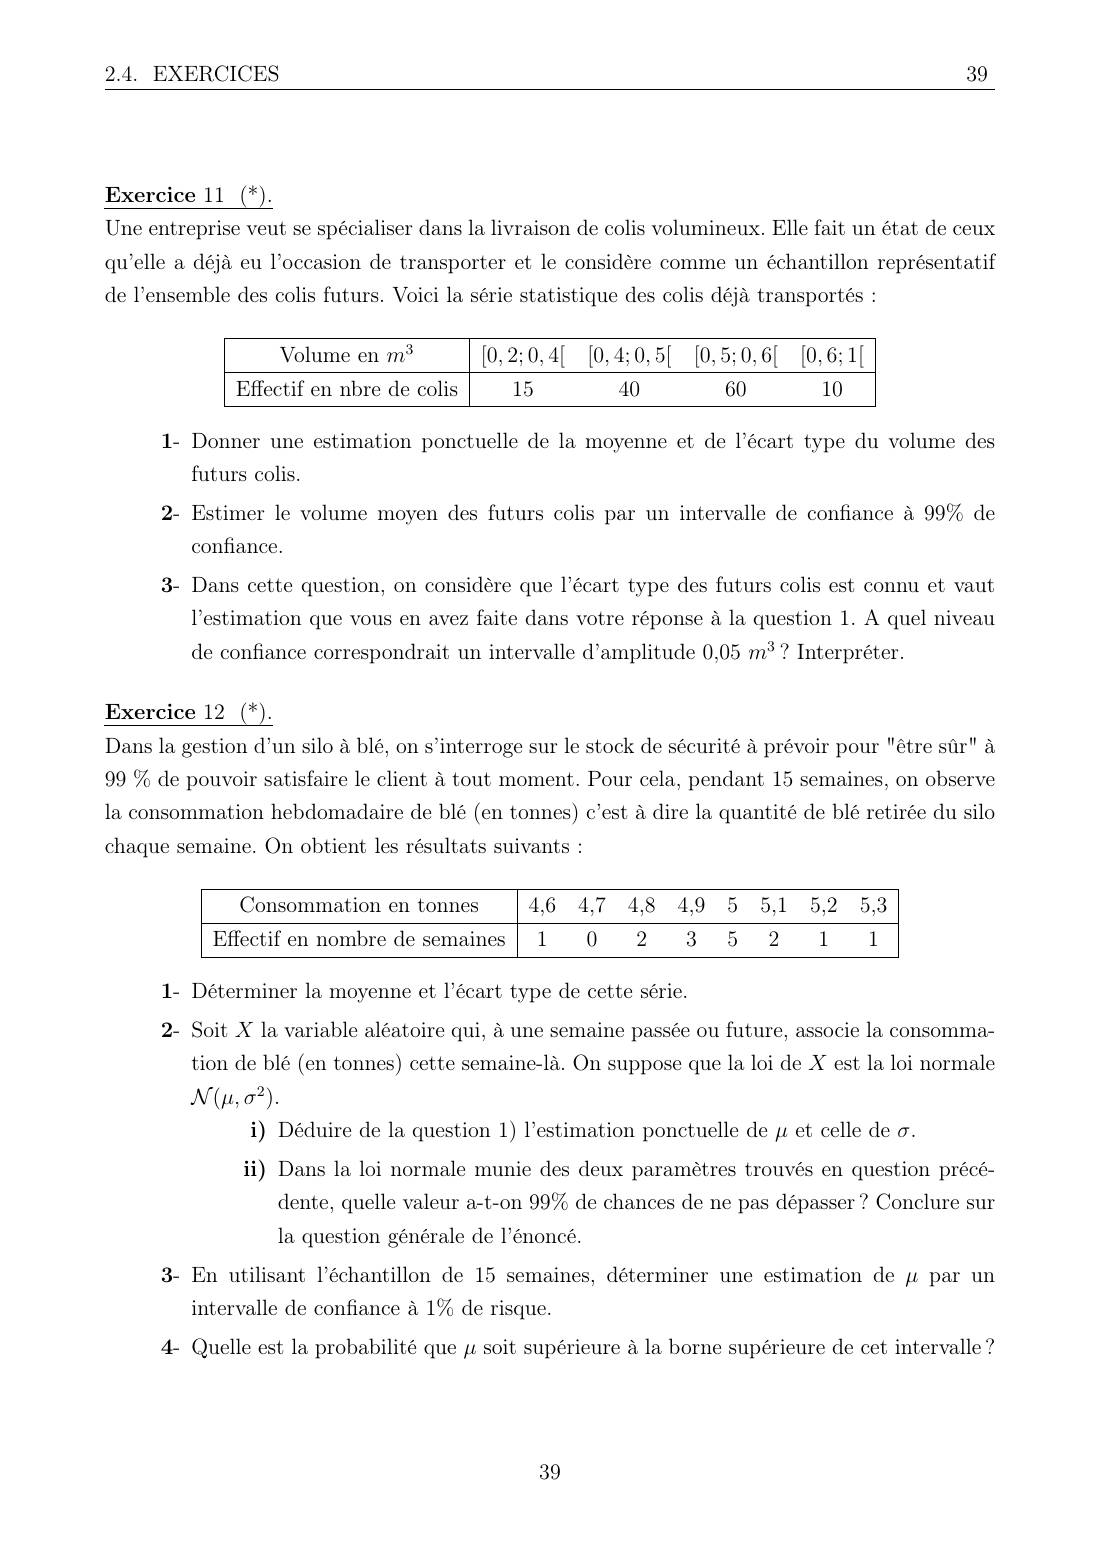 2.4. EXERCICES 39
Exercice 11 (*).
Une entreprise veut se spécialiser dans la livraison de colis volumineux. Elle fait un état de ceux
qu'elle a déjà eu l'occasion de transporter et le considère comme un échantillon représentatif
de l'ensemble des colis futurs. Voici la série statistique des colis déjà transportés :
Volume en m³ [0, 2; 0, 4[ [0, 4; 0, 5[ [0, 5; 0, 6[ [0, 6; 1[
Effectif en nbre de colis 15 40 60 10
1- Donner une estimation ponctuelle de la moyenne et de l'écart type du volume des
futurs colis.
2- Estimer le volume moyen des futurs colis par un intervalle de confiance à 99% de
confiance.
3- Dans cette question, on considère que l'écart type des futurs colis est connu et vaut
l'estimation que vous en avez faite dans votre réponse à la question 1. A quel niveau
de confiance correspondrait un intervalle d'amplitude 0,05 m³ ? Interpréter.
Exercice 12 (*).
Dans la gestion d'un silo à blé, on s'interroge sur le stock de sécurité à prévoir pour "être sûr" à
99 % de pouvoir satisfaire le client à tout moment. Pour cela, pendant 15 semaines, on observe
la consommation hebdomadaire de blé (en tonnes) c'est à dire la quantité de blé retirée du silo
chaque semaine. On obtient les résultats suivants :
Consommation en tonnes 4,6 4,7 4,8 4,9 5 5,1 5,2 5,3
Effectif en nombre de semaines 1 0 2 3 5 2 1 1
1- Déterminer la moyenne et l'écart type de cette série.
2- Soit X la variable aléatoire qui, à une semaine passée ou future, associe la consomma-
tion de blé (en tonnes) cette semaine-là. On suppose que la loi de X est la loi normale
𝒩(μ, σ²).
i) Déduire de la question 1) l'estimation ponctuelle de μ et celle de σ.
ii) Dans la loi normale munie des deux paramètres trouvés en question précé-
dente, quelle valeur a-t-on 99% de chances de ne pas dépasser ? Conclure sur
la question générale de l'énoncé.
3- En utilisant l'échantillon de 15 semaines, déterminer une estimation de μ par un
intervalle de confiance à 1% de risque.
4- Quelle est la probabilité que μ soit supérieure à la borne supérieure de cet intervalle ?
39